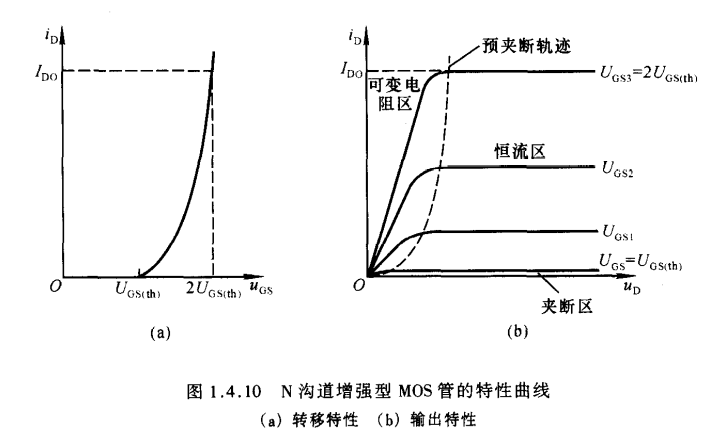 i_D
I_DO
O
U_GS(th)
2U_GS(th)
u_GS
(a)
i_D
I_DO
预夹断轨迹
U_GS3=2U_GS(th)
可变电
阻区
恒流区
U_GS2
U_GS1
U_GS=U_GS(th)
夹断区
O
u_D
(b)
图 1.4.10 N 沟道增强型 MOS 管的特性曲线
(a) 转移特性 (b) 输出特性